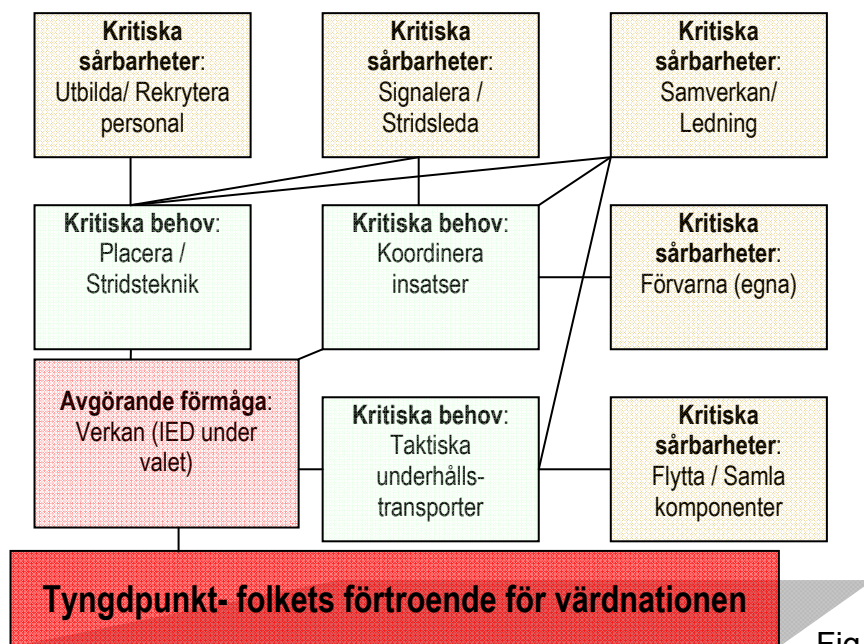 Kritiska
sårbarheter:
Utbilda/ Rekrytera
personal
Kritiska
sårbarheter:
Signalera /
Stridsleda
Kritiska
sårbarheter:
Samverkan/
Ledning
Kritiska behov:
Placera /
Stridsteknik
Kritiska behov:
Koordinera
insatser
Kritiska
sårbarheter:
Förvarna (egna)
Avgörande förmåga:
Verkan (IED under
valet)
Kritiska behov:
Taktiska
underhålls-
transporter
Kritiska
sårbarheter:
Flytta / Samla
komponenter
Tyngdpunkt- folkets förtroende för värdnationen